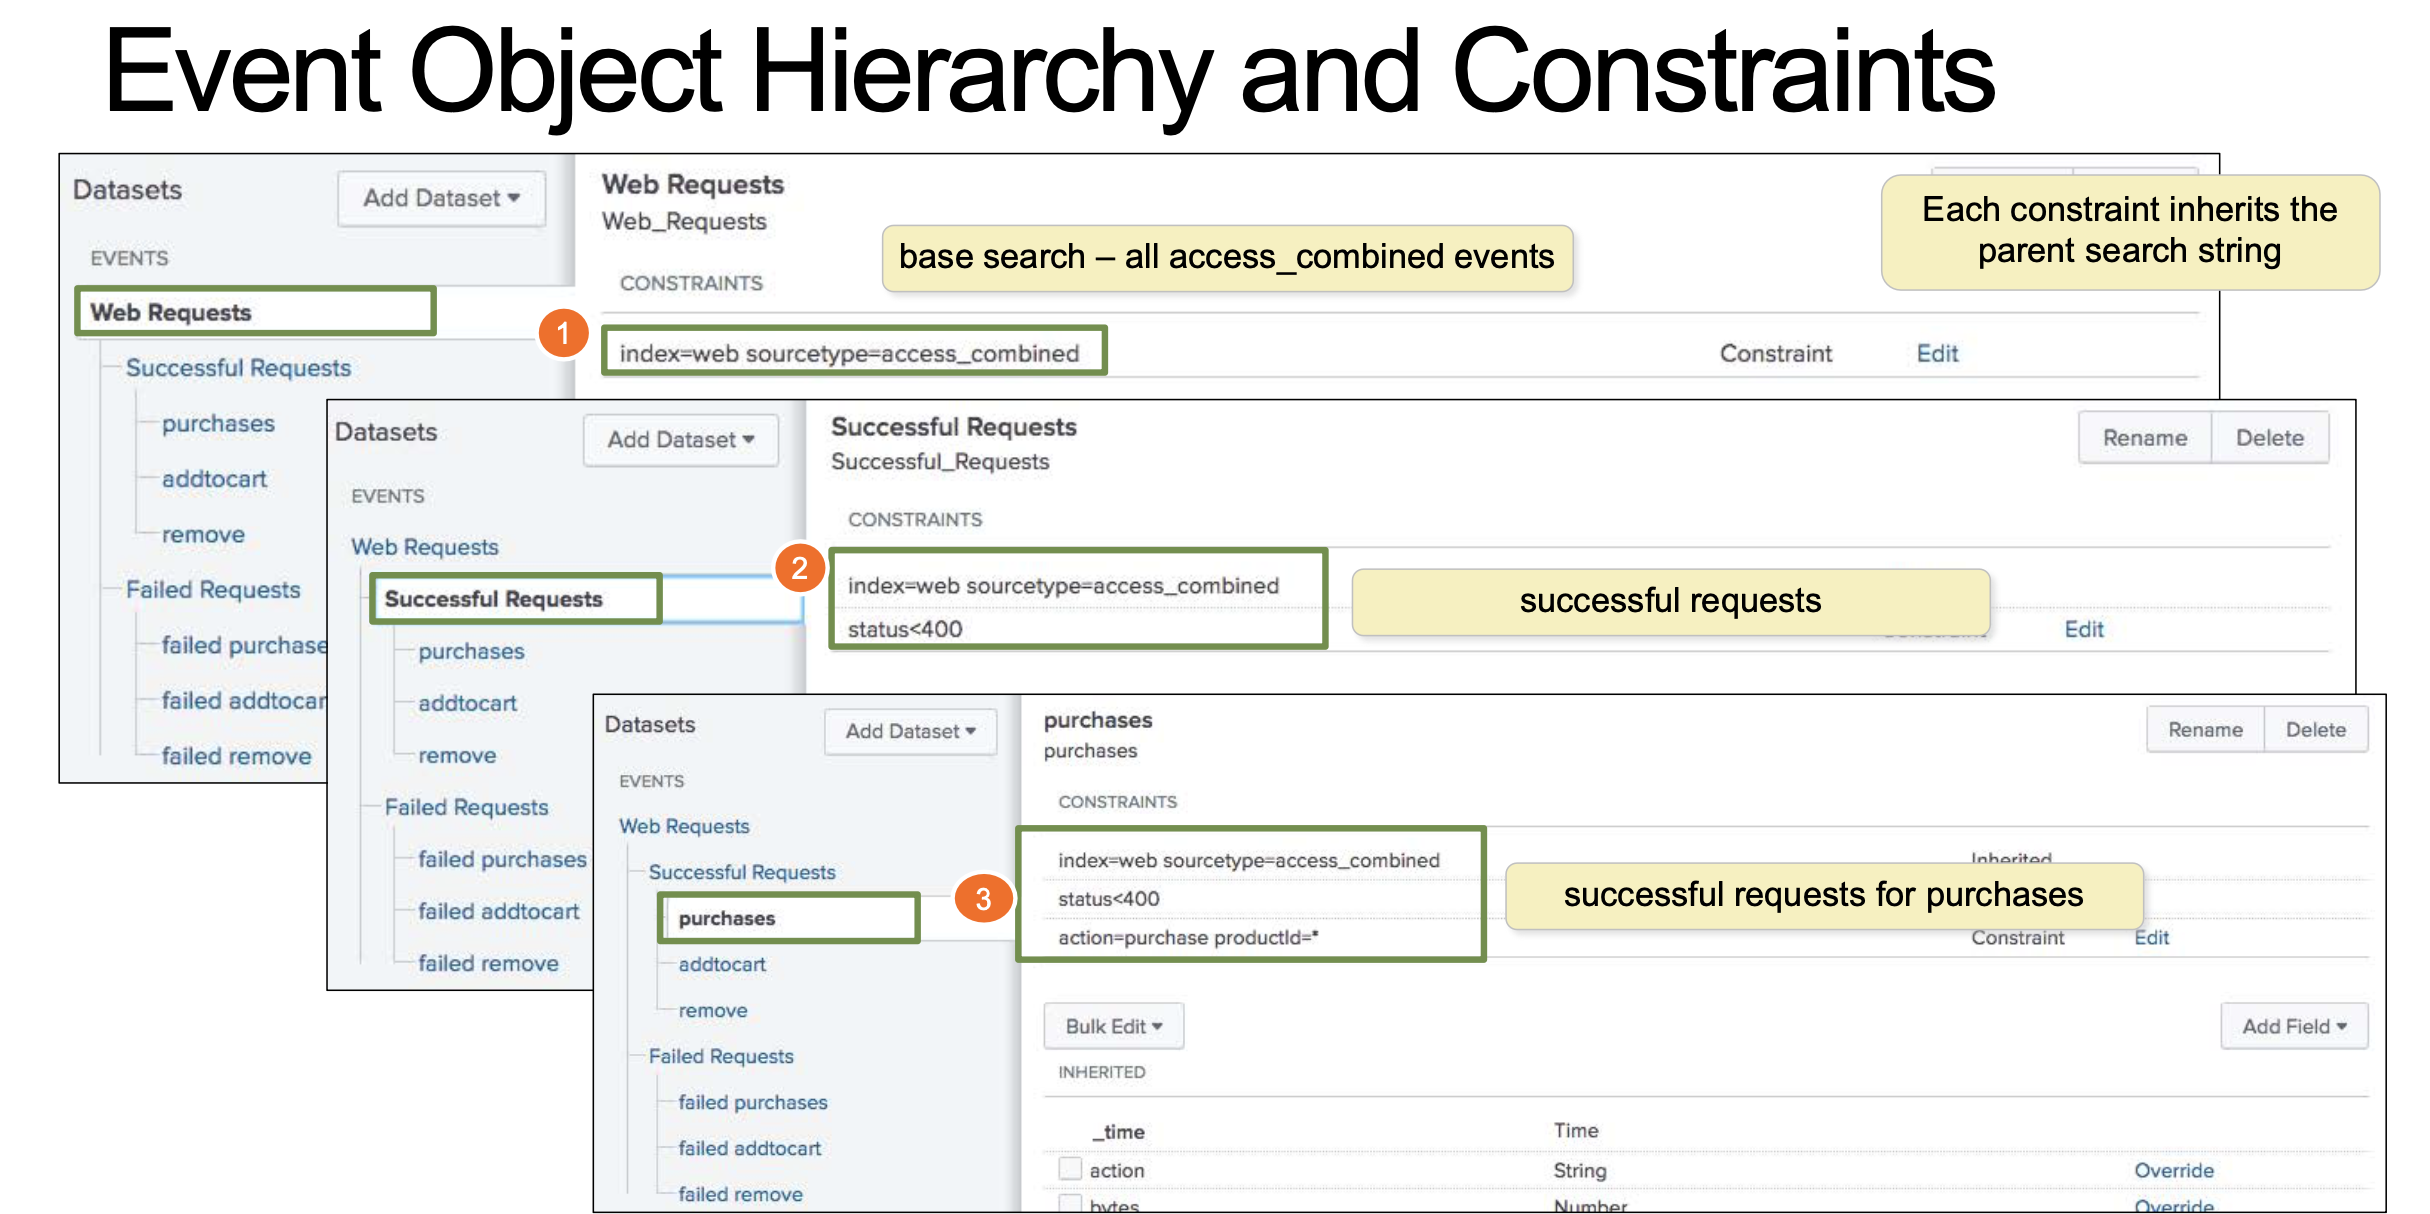 Event Object Hierarchy and Constraints
Datasets
Add Dataset
EVENTS
Web Requests
Successful Requests
purchases
addtocart
remove
Failed Requests
failed purchase
failed addtocar
failed remove
Web Requests
Web_Requests
CONSTRAINTS
base search – all access_combined events
Each constraint inherits the
parent search string
1
index=web sourcetype=access_combined
Constraint
Edit
Datasets
Add Dataset
EVENTS
Web Requests
Successful Requests
purchases
addtocart
remove
Failed Requests
failed purchases
failed addtocart
failed remove
Successful Requests
Successful_Requests
Rename
Delete
CONSTRAINTS
2
index=web sourcetype=access_combined
status<400
successful requests
Edit
Datasets
Add Dataset
EVENTS
Web Requests
Successful Requests
purchases
addtocart
remove
Failed Requests
failed purchases
failed addtocart
failed remove
purchases
purchases
Rename
Delete
CONSTRAINTS
3
index=web sourcetype=access_combined
Inherited
status<400
successful requests for purchases
action=purchase productId=*
Constraint
Edit
Bulk Edit
Add Field
INHERITED
_time
Time
action
String
Override
bytes
Number
Override